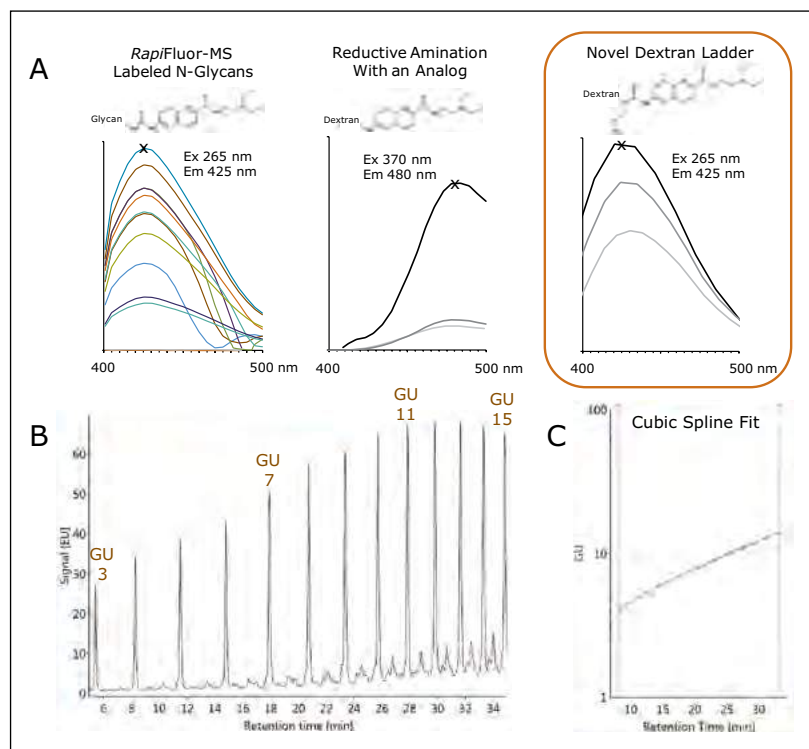 A
RapiFluor-MS
Labeled N-Glycans
Glycan
Ex 265 nm
Em 425 nm
400
500 nm
Reductive Amination
With an Analog
Dextran
Ex 370 nm
Em 480 nm
400
500 nm
Novel Dextran Ladder
Dextran
Ex 265 nm
Em 425 nm
400
500 nm
B
GU
3
GU
7
GU
11
GU
15
Signal [EU]
60
50
40
30
20
10
0
6
8
10
12
14
16
18
20
22
24
26
28
30
32
34
Retention time [min]
C
Cubic Spline Fit
GU
100
10
1
10
15
20
25
30
Retention Time [min]